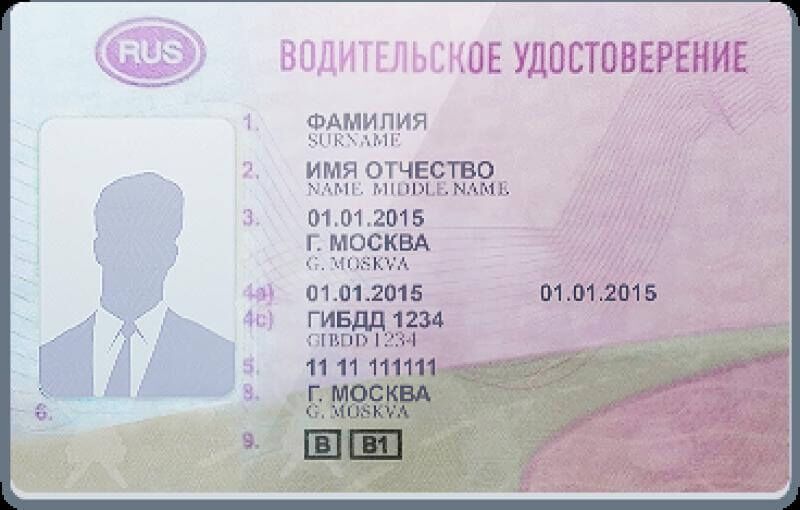 RUS
ВОДИТЕЛЬСКОЕ УДОСТОВЕРЕНИЕ
1. ФАМИЛИЯ
SURNAME
2. ИМЯ ОТЧЕСТВО
NAME MIDDLE NAME
3. 01.01.2015
Г. МОСКВА
G. MOSKVA
4a) 01.01.2015 01.01.2015
4c) ГИБДД 1234
GIBDD 1234
5. 11 11 111111
8. Г. МОСКВА
G. MOSKVA
6.
9. B B1